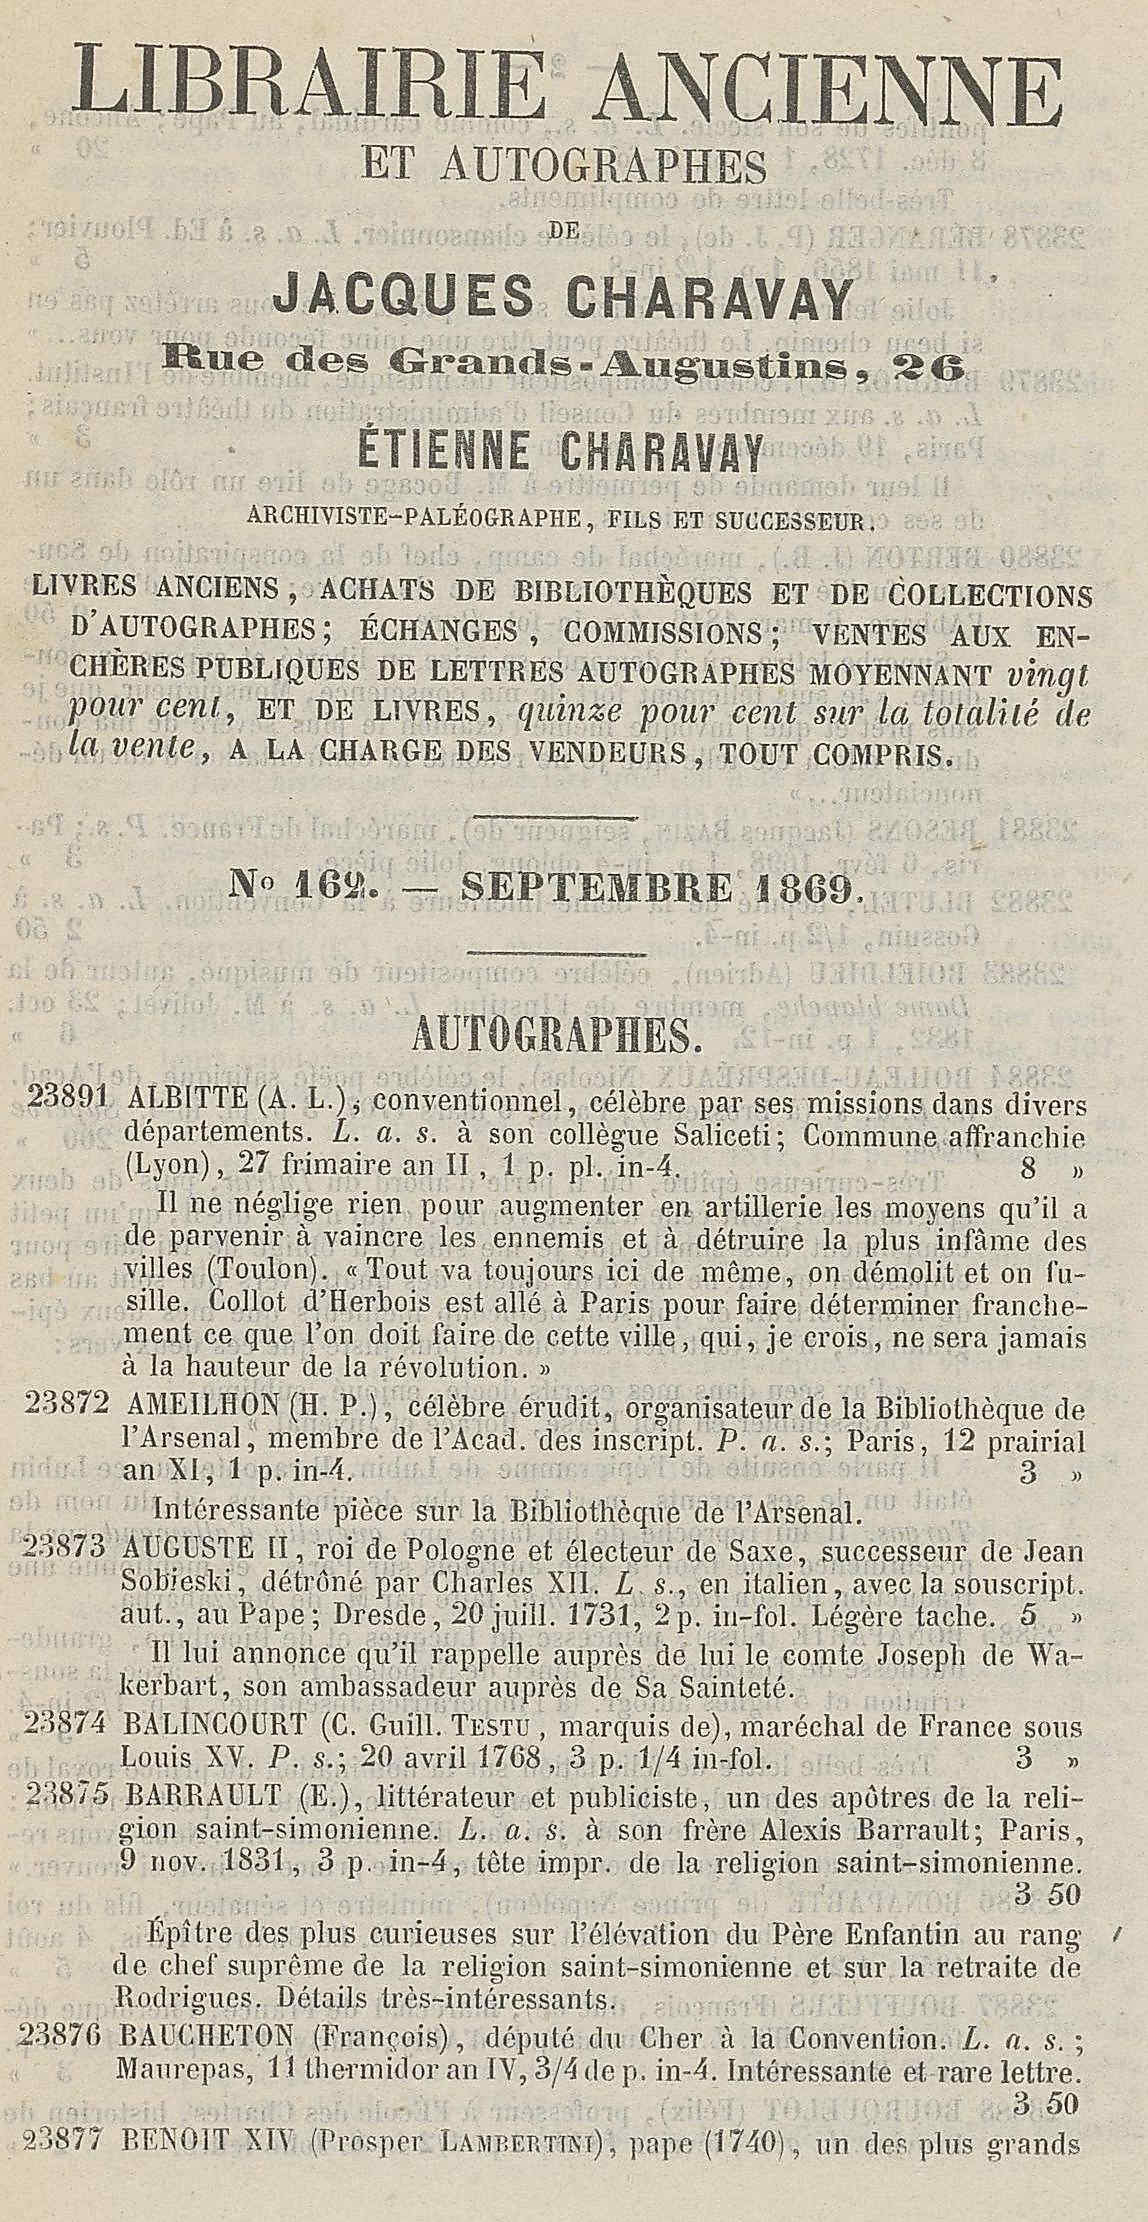 LIBRAIRIE ANCIENNE
ET AUTOGRAPHES
DE
JACQUES CHARAVAY
Rue des Grands-Augustins, 26
ÉTIENNE CHARAVAY
ARCHIVISTE-PALÉOGRAPHE, FILS ET SUCCESSEUR.
LIVRES ANCIENS, ACHATS DE BIBLIOTHÈQUES ET DE COLLECTIONS
D'AUTOGRAPHES; ÉCHANGES, COMMISSIONS; VENTES AUX EN-
CHÈRES PUBLIQUES DE LETTRES AUTOGRAPHES MOYENNANT vingt
pour cent, ET DE LIVRES, quinze pour cent sur la totalité de
la vente, A LA CHARGE DES VENDEURS, TOUT COMPRIS.
No 162. — SEPTEMBRE 1869.
AUTOGRAPHES.
23891 ALBITTE (A. L.), conventionnel, célèbre par ses missions dans divers
départements. L. a. s. à son collègue Saliceti; Commune affranchie
(Lyon), 27 frimaire an II, 1 p. pl. in-4. 8 »
Il ne néglige rien pour augmenter en artillerie les moyens qu'il a
de parvenir à vaincre les ennemis et à détruire la plus infâme des
villes (Toulon). « Tout va toujours ici de même, on démolit et on fu-
sille. Collot d'Herbois est allé à Paris pour faire déterminer franche-
ment ce que l'on doit faire de cette ville, qui, je crois, ne sera jamais
à la hauteur de la révolution. »
23872 AMEILHON (H. P.), célèbre érudit, organisateur de la Bibliothèque de
l'Arsenal, membre de l'Acad. des inscript. P. a. s.; Paris, 12 prairial
an XI, 1 p. in-4. 3 »
Intéressante pièce sur la Bibliothèque de l'Arsenal.
23873 AUGUSTE II, roi de Pologne et électeur de Saxe, successeur de Jean
Sobieski, détrôné par Charles XII. L. s., en italien, avec la souscript.
aut., au Pape; Dresde, 20 juill. 1731, 2 p. in-fol. Légère tache. 5 »
Il lui annonce qu'il rappelle auprès de lui le comte Joseph de Wa-
kerbart, son ambassadeur auprès de Sa Sainteté.
23874 BALINCOURT (C. Guill. TESTU, marquis de), maréchal de France sous
Louis XV. P. s.; 20 avril 1768, 3 p. 1/4 in-fol. 3 »
23875 BARRAULT (E.), littérateur et publiciste, un des apôtres de la reli-
gion saint-simonienne. L. a. s. à son frère Alexis Barrault; Paris,
9 nov. 1831, 3 p. in-4, tête impr. de la religion saint-simonienne.
3 50
Épître des plus curieuses sur l'élévation du Père Enfantin au rang
de chef suprême de la religion saint-simonienne et sur la retraite de
Rodrigues. Détails très-intéressants.
23876 BAUCHETON (François), député du Cher à la Convention. L. a. s.;
Maurepas, 11 thermidor an IV, 3/4 de p. in-4. Intéressante et rare lettre.
3 50
23877 BENOIT XIV (Prosper LAMBERTINI), pape (1740), un des plus grands